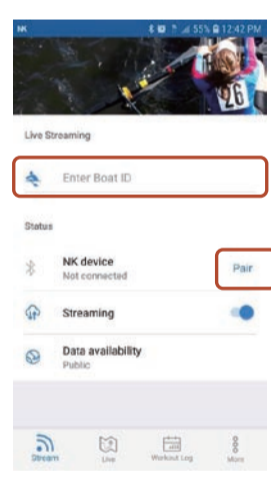 NK 55% 12:42 PM
26
Live Streaming
Enter Boat ID
Status
NK device
Not connected
Pair
Streaming
Data availability
Public
Stream Live Workout Log More